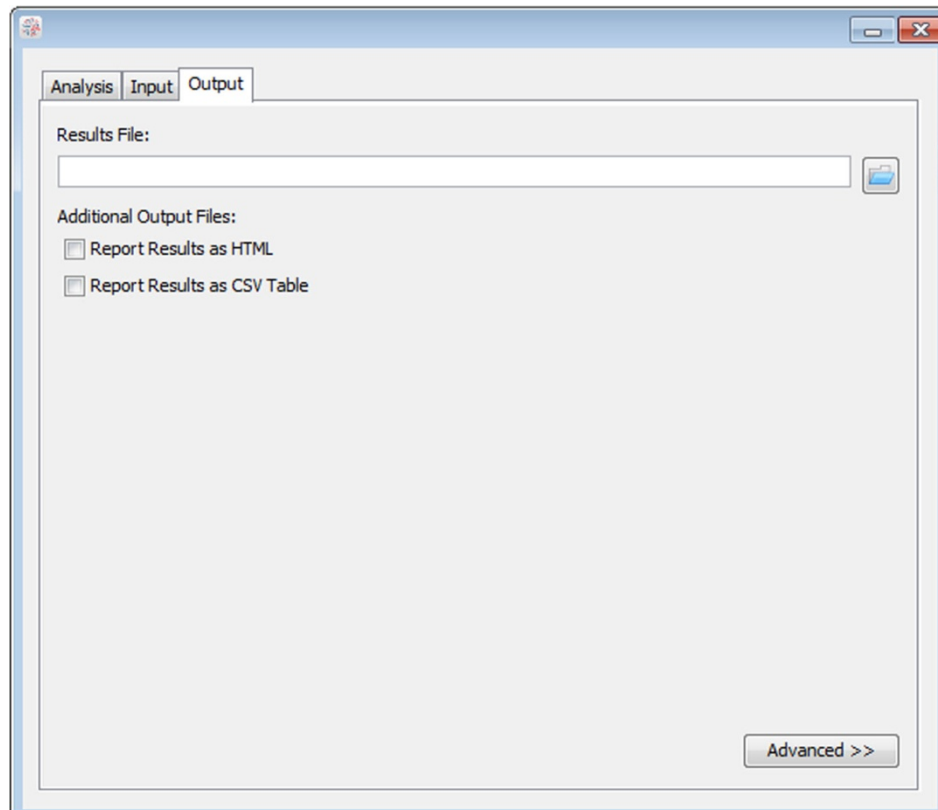 Analysis Input Output
Results File:
Additional Output Files:
Report Results as HTML
Report Results as CSV Table
Advanced >>